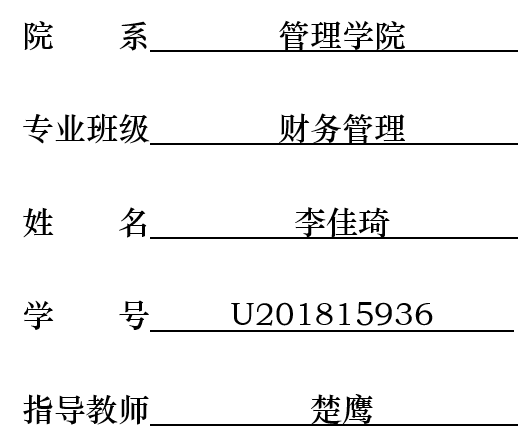 院 系 管理学院
专业班级 财务管理
姓 名 李佳琦
学 号 U201815936
指导教师 楚鹰